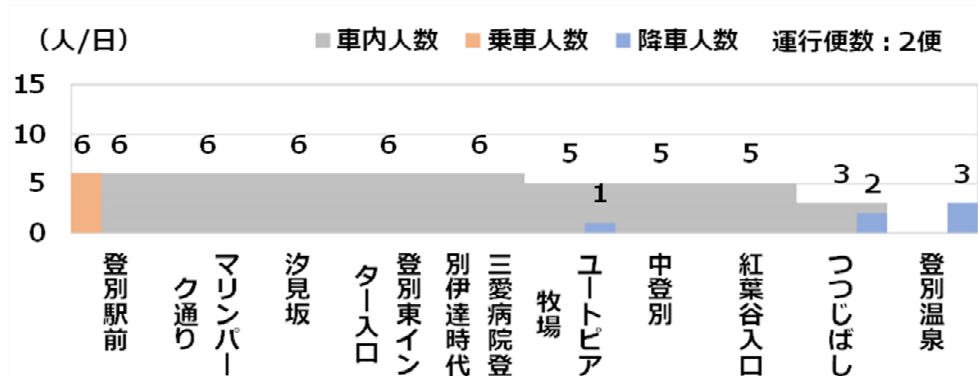 （人/日）
■車内人数 ■乗車人数 ■降車人数 運行便数：2便
15
10
5
0
6 6 6 6 6 6 5 1 5 5 3 2 3
登別駅前
マリンパー
ク通り
汐見坂
登別東イン
ター入口
三愛病院登
別伊達時代
ユートピア
牧場
中登別
紅葉谷入口
つつじばし
登別温泉